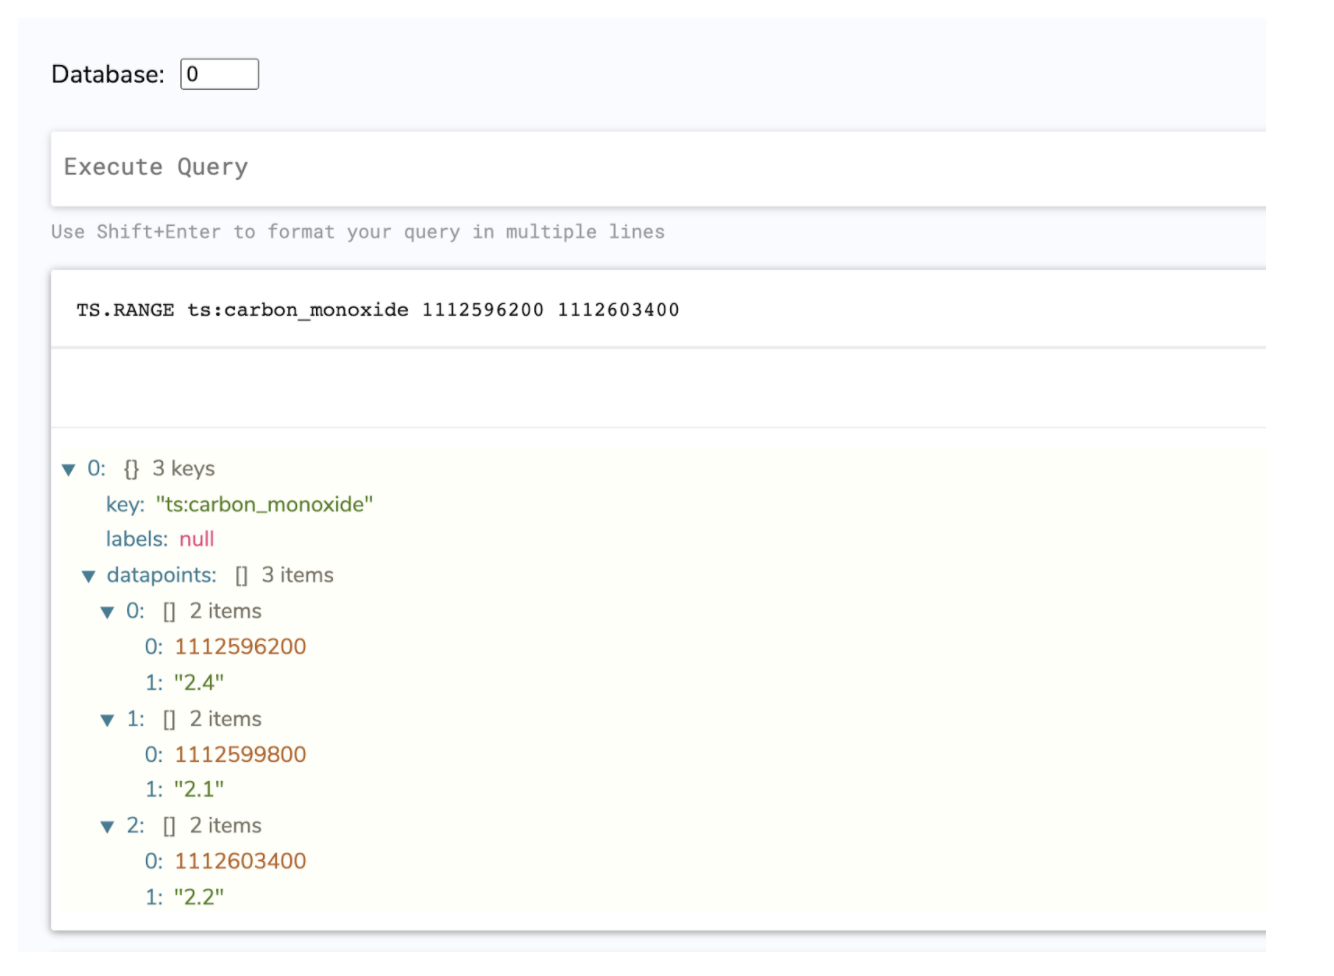 Database: 0
Execute Query
Use Shift+Enter to format your query in multiple lines
TS.RANGE ts:carbon_monoxide 1112596200 1112603400
▼ 0: {} 3 keys
key: "ts:carbon_monoxide"
labels: null
▼ datapoints: [] 3 items
▼ 0: [] 2 items
0: 1112596200
1: "2.4"
▼ 1: [] 2 items
0: 1112599800
1: "2.1"
▼ 2: [] 2 items
0: 1112603400
1: "2.2"